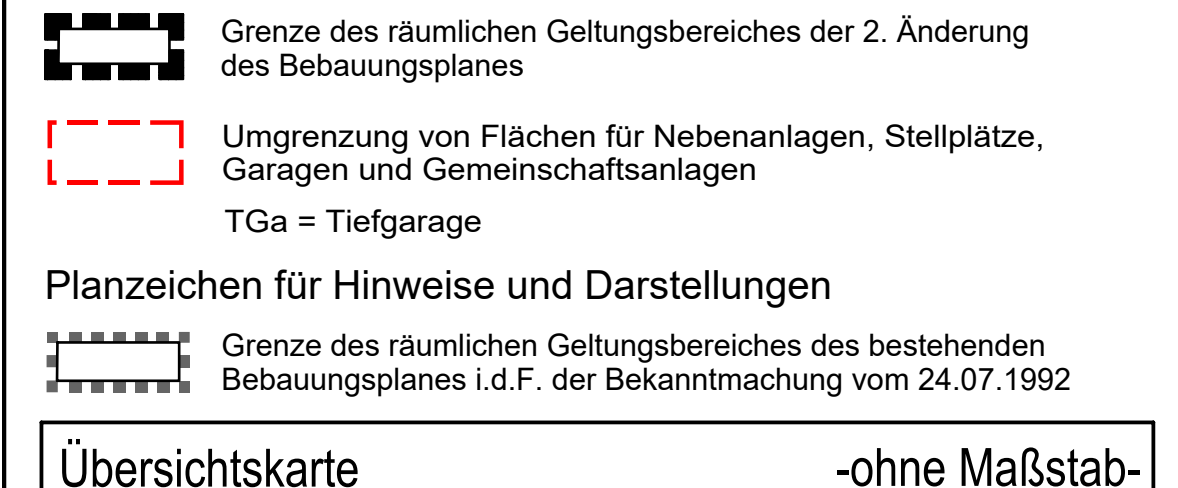 Grenze des räumlichen Geltungsbereiches der 2. Änderung
des Bebauungsplanes
Umgrenzung von Flächen für Nebenanlagen, Stellplätze,
Garagen und Gemeinschaftsanlagen
TGa = Tiefgarage
Planzeichen für Hinweise und Darstellungen
Grenze des räumlichen Geltungsbereiches des bestehenden
Bebauungsplanes i.d.F. der Bekanntmachung vom 24.07.1992
Übersichtskarte -ohne Maßstab-